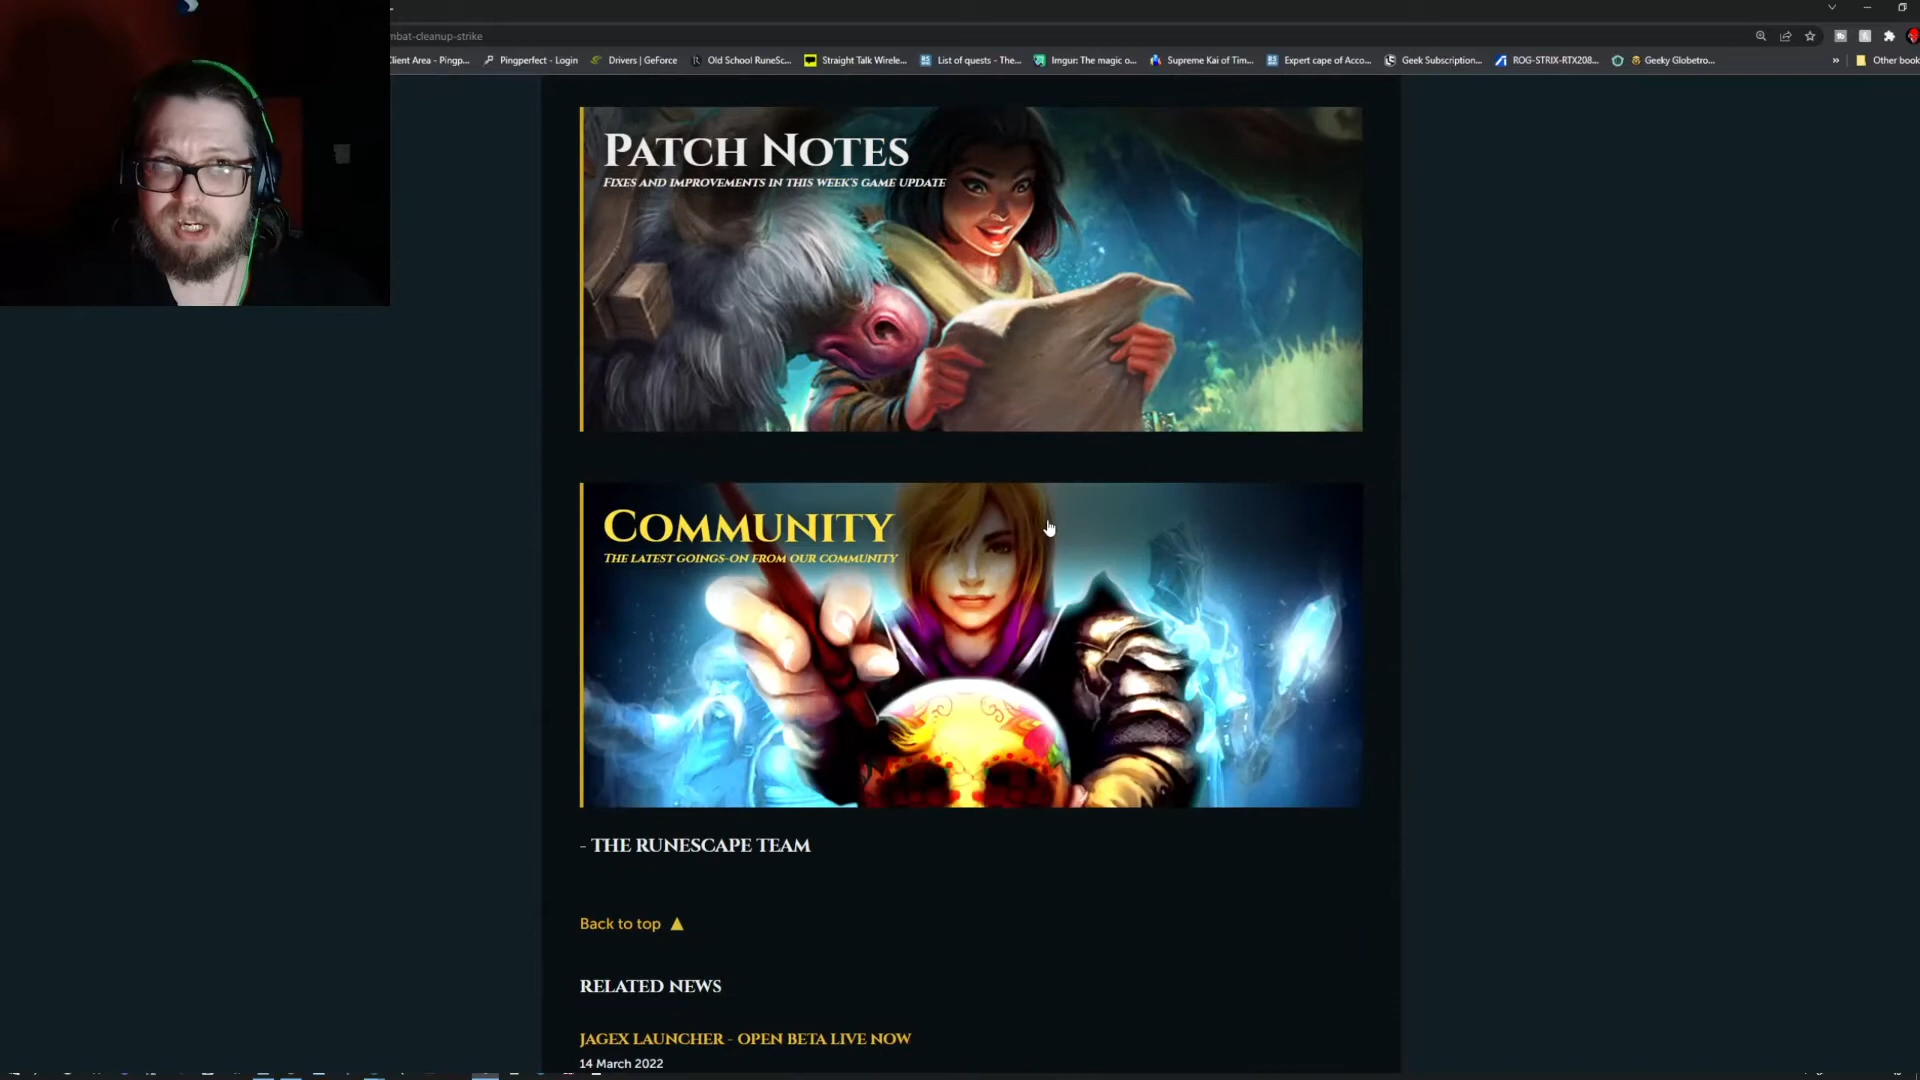 mbat-cleanup-strike
Client Area - Pingp... Pingperfect - Login Drivers | GeForce Old School RuneSc... Straight Talk Wirele... List of quests - The... Imgur: The magic o... Supreme Kai of Tim... Expert cape of Acco... Geek Subscription... ROG-STRIX-RTX208... Geeky Globetro... » Other book
Patch Notes
Fixes and improvements in this week's game update
Community
The latest goings-on from our community
- THE RUNESCAPE TEAM
Back to top
RELATED NEWS
JAGEX LAUNCHER - OPEN BETA LIVE NOW
14 March 2022